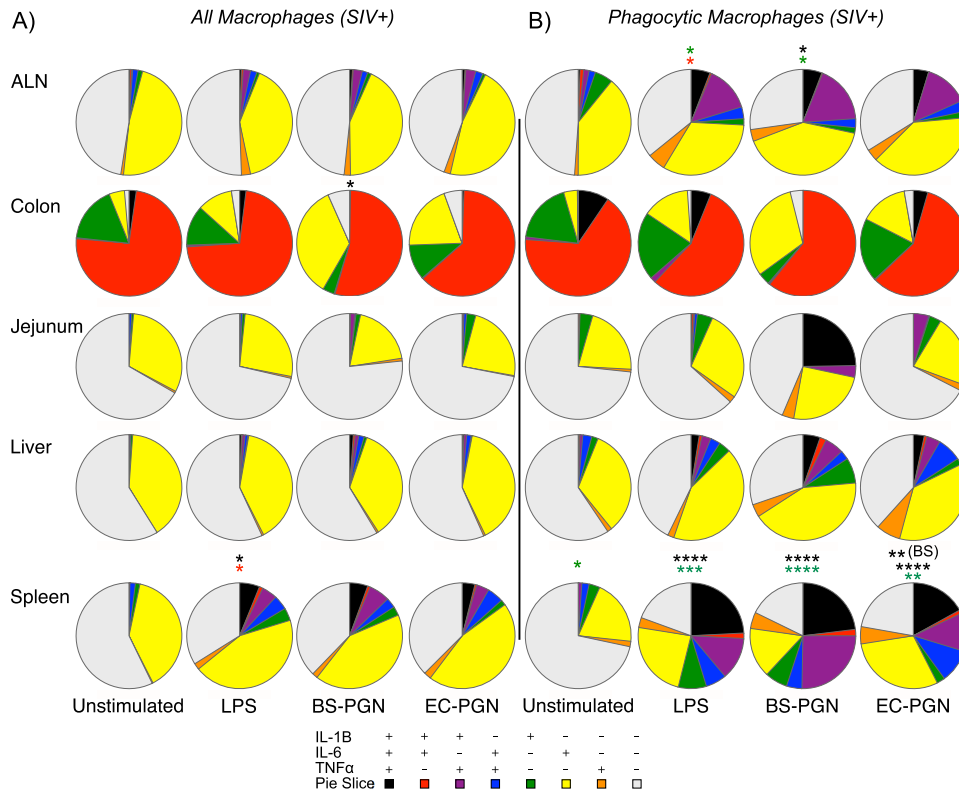 A) All Macrophages (SIV+) B) Phagocytic Macrophages (SIV+)
* *
ALN * *
*
Colon
Jejunum
Liver
** (BS)
* * **** **** ****
Spleen * *** **** **
Unstimulated LPS BS-PGN EC-PGN Unstimulated LPS BS-PGN EC-PGN
IL-1B + + + – + – – –
IL-6 + + – + – + – –
TNFα + – + + – – + –
Pie Slice